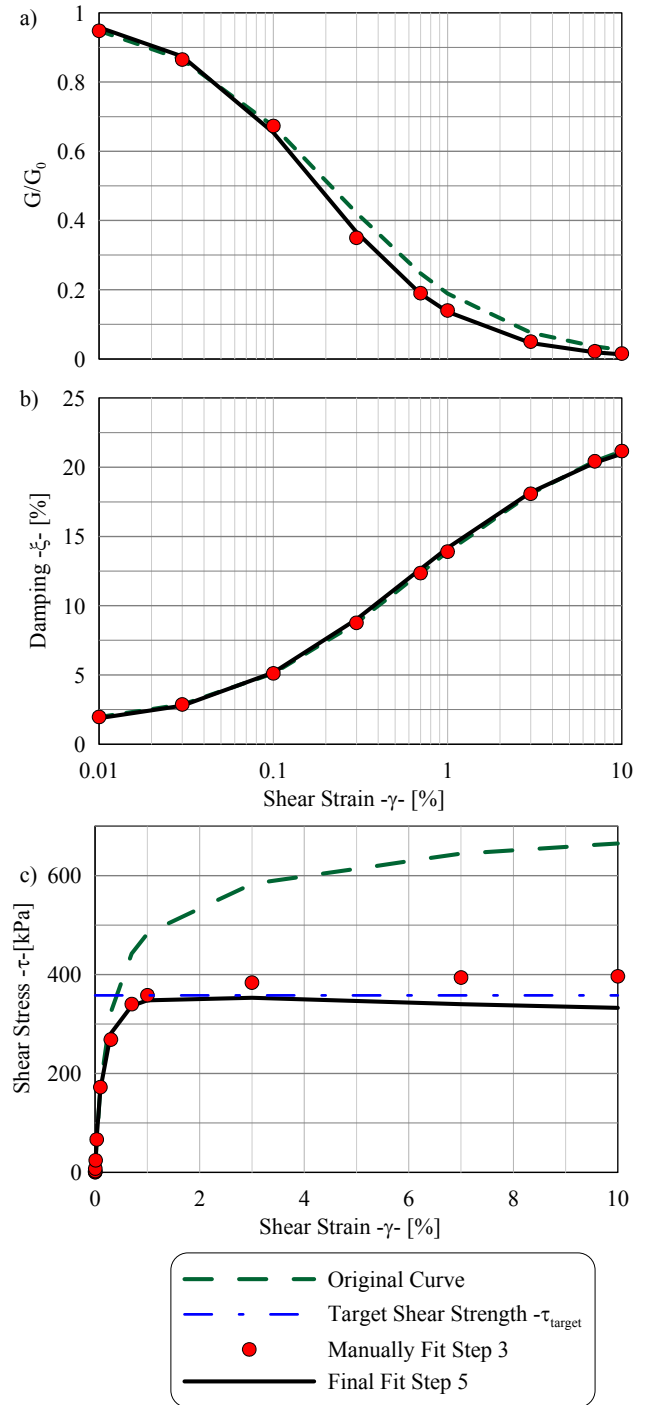 a)
1
0.8
0.6
0.4
0.2
0
G/G0
b)
25
20
15
10
5
0
Damping -ξ- [%]
0.01 0.1 1 10
Shear Strain -γ- [%]
c)
600
400
200
0
Shear Stress -τ-[kPa]
0 2 4 6 8 10
Shear Strain -γ- [%]
Original Curve
Target Shear Strength -τtarget
Manually Fit Step 3
Final Fit Step 5